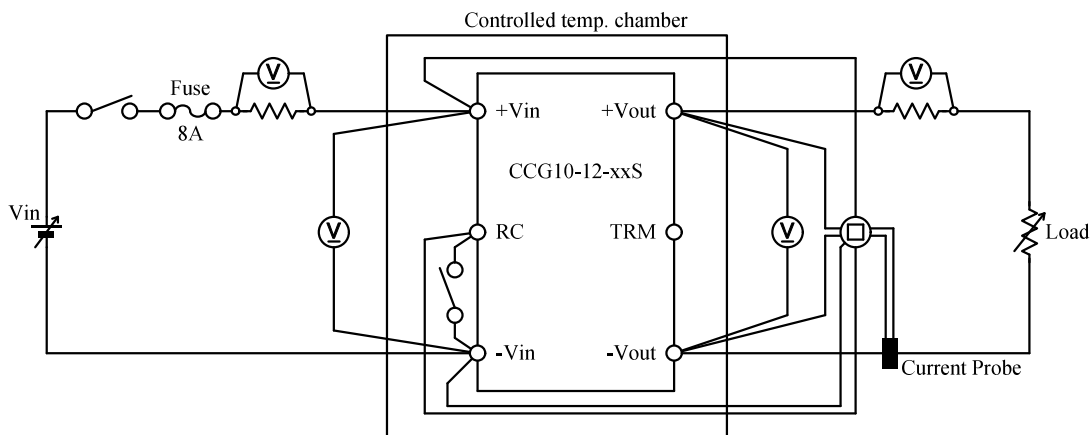 Controlled temp. chamber
V
V
Fuse
8A
+Vin
+Vout
CCG10-12-xxS
Vin
V
RC
TRM
V
Load
-Vin
-Vout
Current Probe